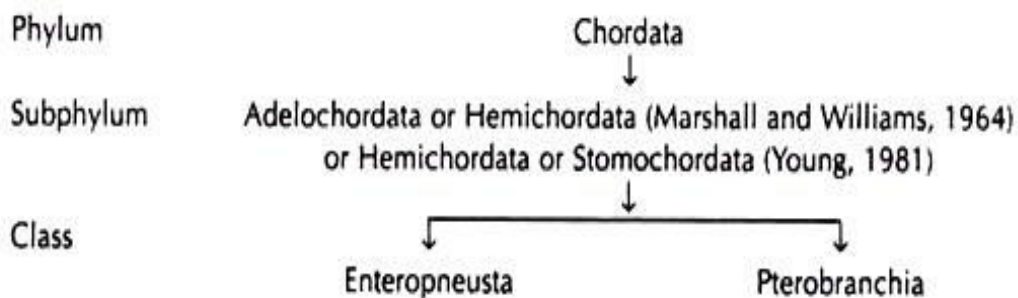 Phylum Chordata
Subphylum Adelochordata or Hemichordata (Marshall and Williams, 1964)
or Hemichordata or Stomochordata (Young, 1981)
Class
Enteropneusta Pterobranchia